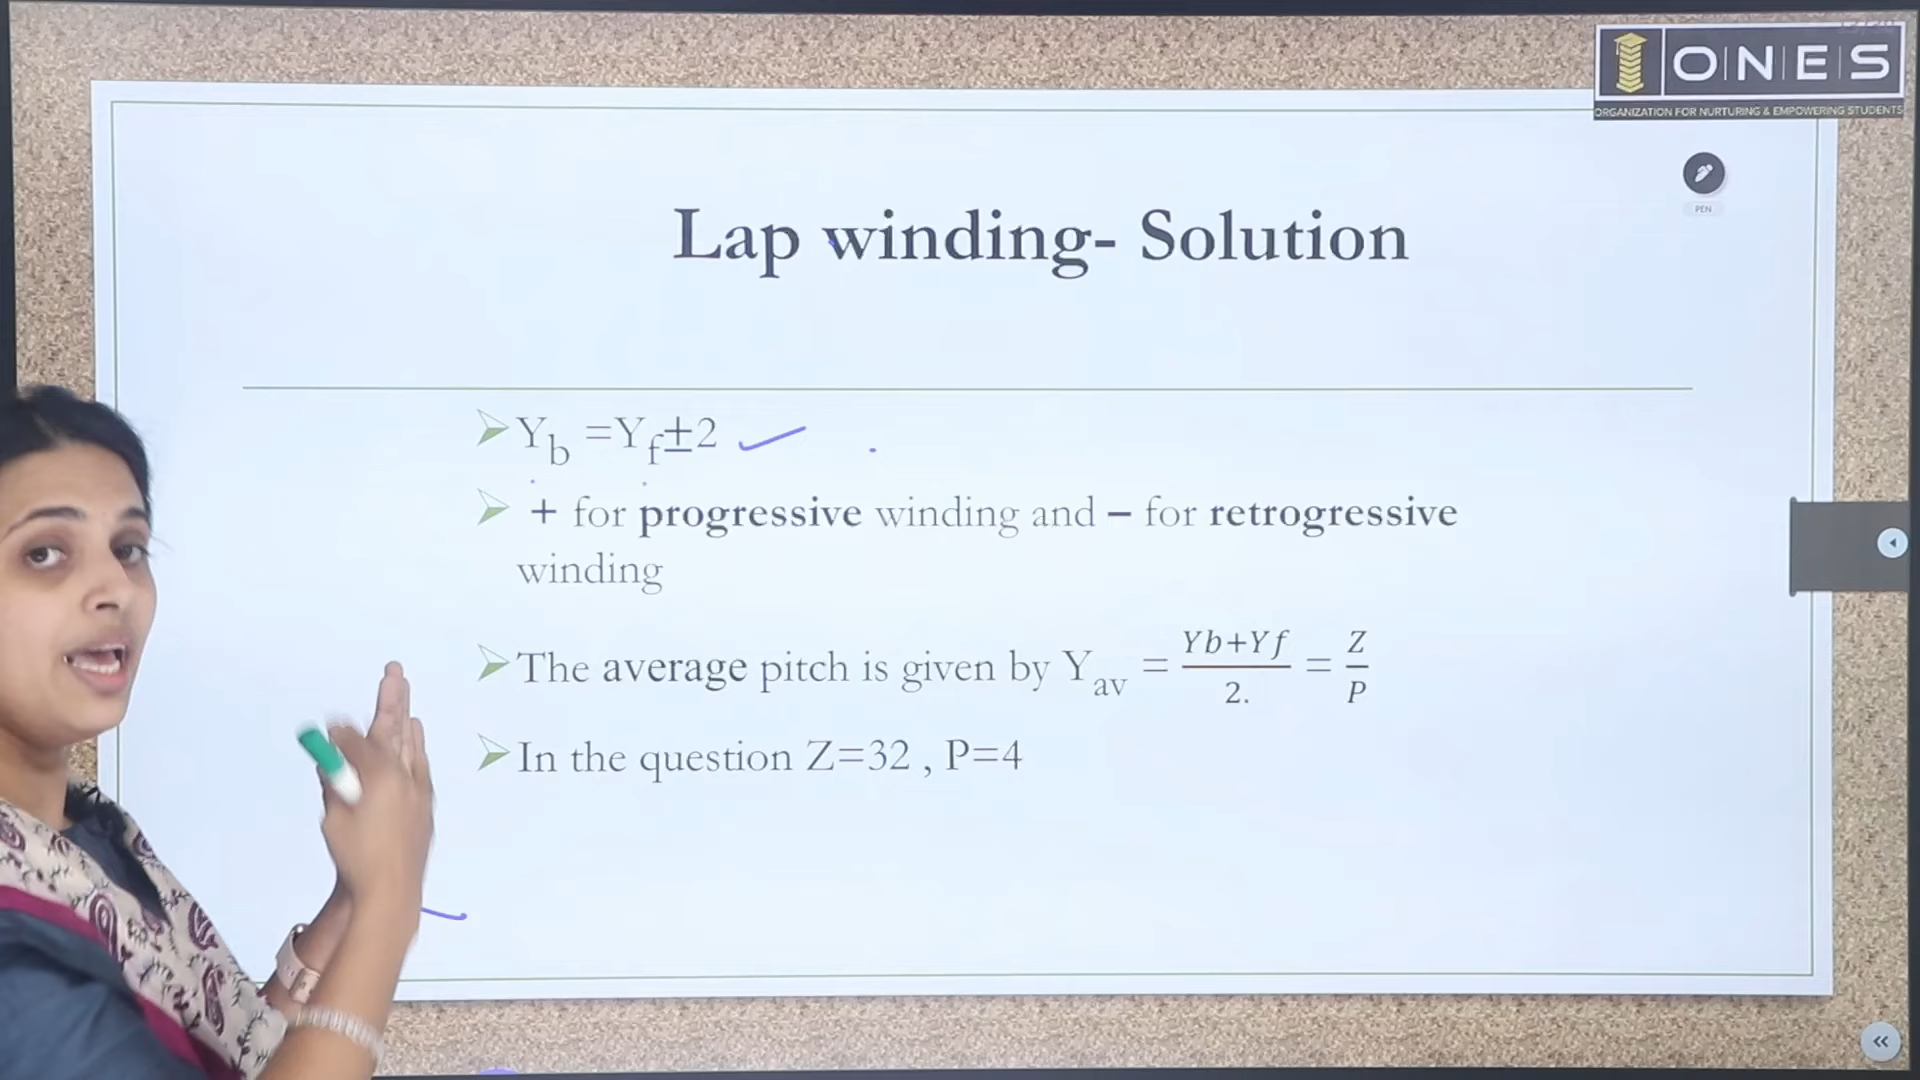 ONES
ORGANIZATION FOR NURTURING & EMPOWERING STUDENTS
PEN
Lap winding- Solution
Yb =Yf±2
+ for progressive winding and – for retrogressive
winding
The average pitch is given by Yav = Yb+Yf / 2. = Z / P
In the question Z=32 , P=4